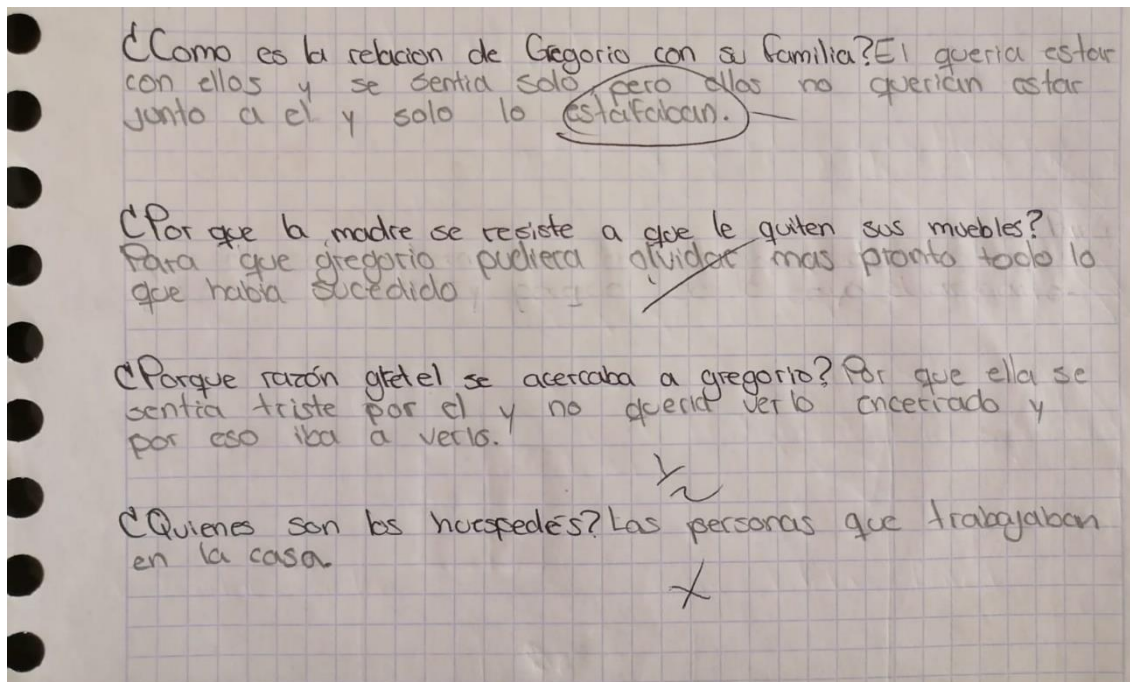 ¿Como es la relacion de Gregorio con su familia? El queria estar
con ellos y se sentia solo, pero ellos no querian estar
junto a el y solo lo estafaban.
¿Por que la madre se resiste a que le quiten sus muebles?
Para que gregorio pudiera olvidar mas pronto todo lo
que habia sucedido
¿Porque razón gretel se acercaba a gregorio? Por que ella se
sentia triste por el y no queria verlo encerrado y
por eso iba a verlo.
½
¿Quienes son los huespedes? Las personas que trabajaban
en la casa